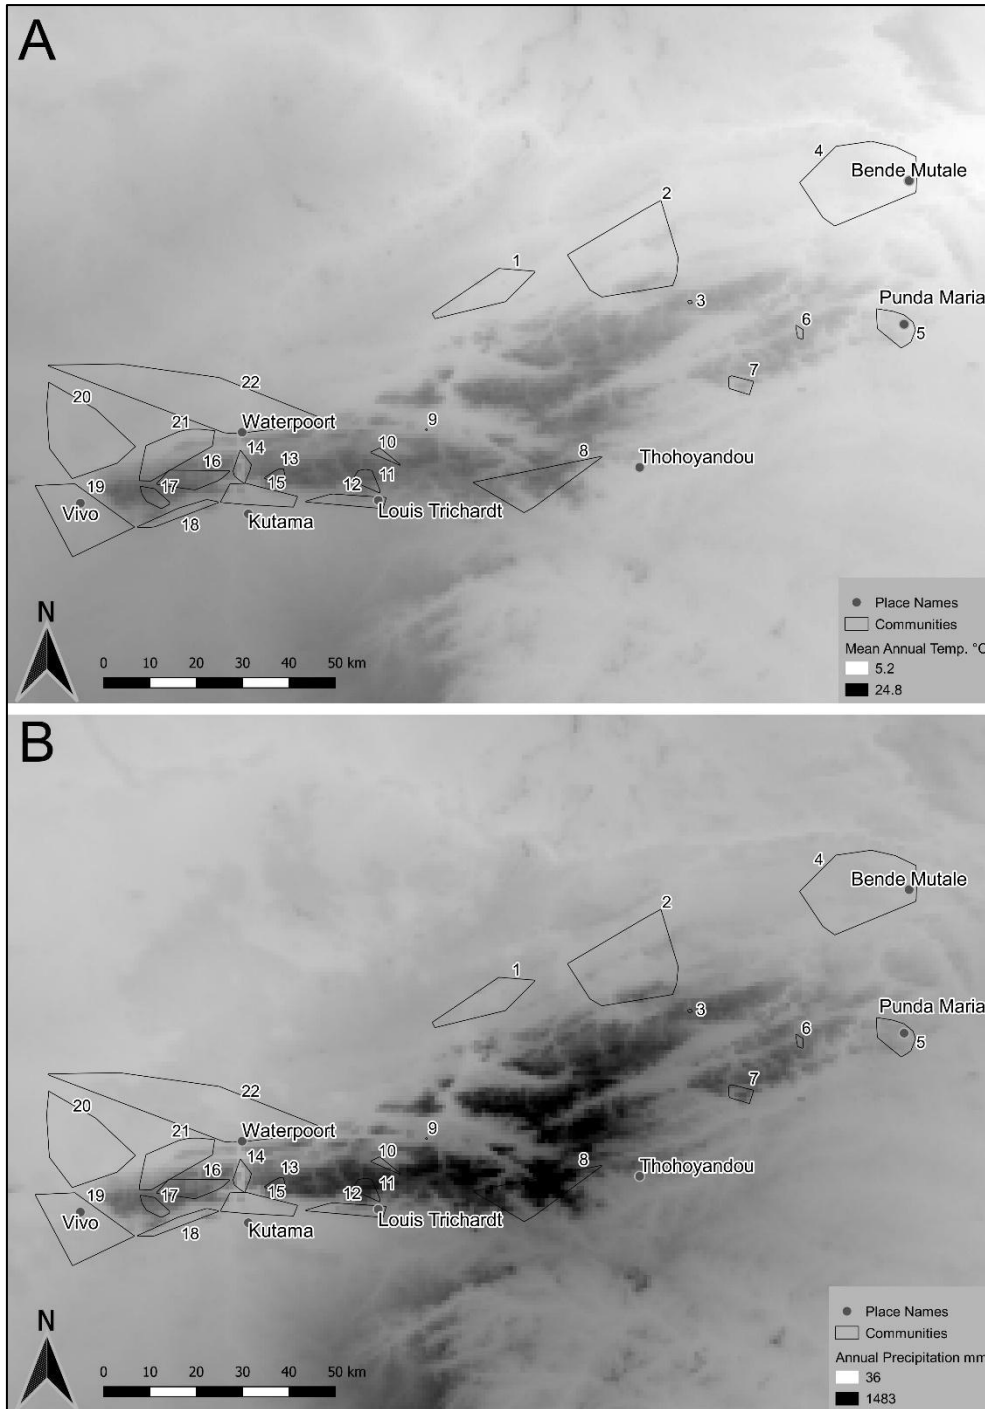 A
4
Bende Mutale
2
1
3
Punda Maria
6
5
7
22
20
21
Waterpoort
9
14
13
10
8
16
Thohoyandou
19
17
15
12
11
Vivo
18
Kutama
Louis Trichardt
N
0 10 20 30 40 50 km
Place Names
Communities
Mean Annual Temp. °C
5.2
24.8
B
4
Bende Mutale
2
1
3
Punda Maria
6
5
7
22
20
21
Waterpoort
9
14
13
10
8
16
Thohoyandou
19
17
15
12
11
Vivo
18
Kutama
Louis Trichardt
N
0 10 20 30 40 50 km
Place Names
Communities
Annual Precipitation mm
36
1483